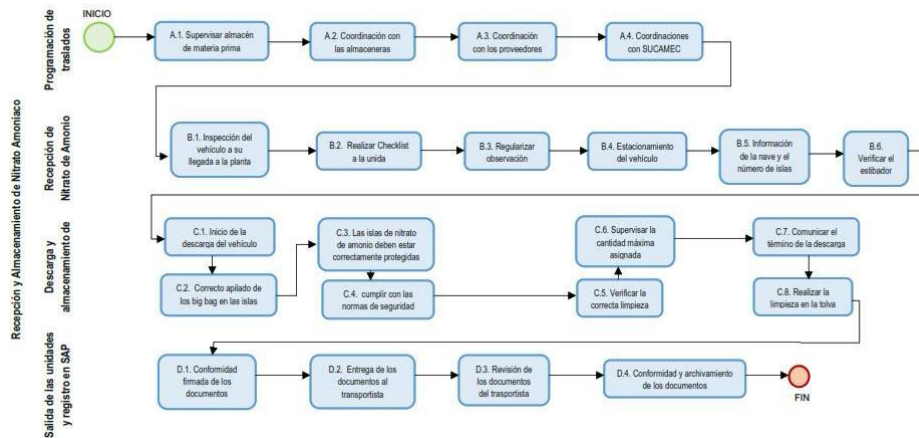 INICIO
Recepción y Almacenamiento de Nitrato Amoniaco
Programación de
traslados
A.1. Supervisar almacén
de materia prima
A.2. Coordinación con
las almaceneras
A.3. Coordinación
con los proveedores
A.4. Coordinaciones
con SUCAMEC
Recepción de
Nitrato de Amonio
B.1. Inspección del
vehículo a su
llegada a la planta
B.2. Realizar Checklist
a la unida
B.3. Regularizar
observación
B.4. Estacionamiento
del vehículo
B.5. Información
de la nave y el
número de islas
B.6.
Verificar el
estibador
Descarga y
almacenamiento de
C.1. Inicio de la
descarga del vehículo
C.2. Correcto apilado de
los big bag en las islas
C.3. Las islas de nitrato
de amonio deben estar
correctamente protegidas
C.4. cumplir con las
normas de seguridad
C.5. Verificar la
correcta limpieza
C.6. Supervisar la
cantidad máxima
asignada
C.7. Comunicar el
término de la descarga
C.8. Realizar la
limpieza en la tolva
Salida de las unidades
y registro en SAP
D.1. Conformidad
firmada de los
documentos
D.2. Entrega de los
documentos al
transportista
D.3. Revisión de
los documentos
del trasportista
D.4. Conformidad y archivamiento
de los documentos
FIN